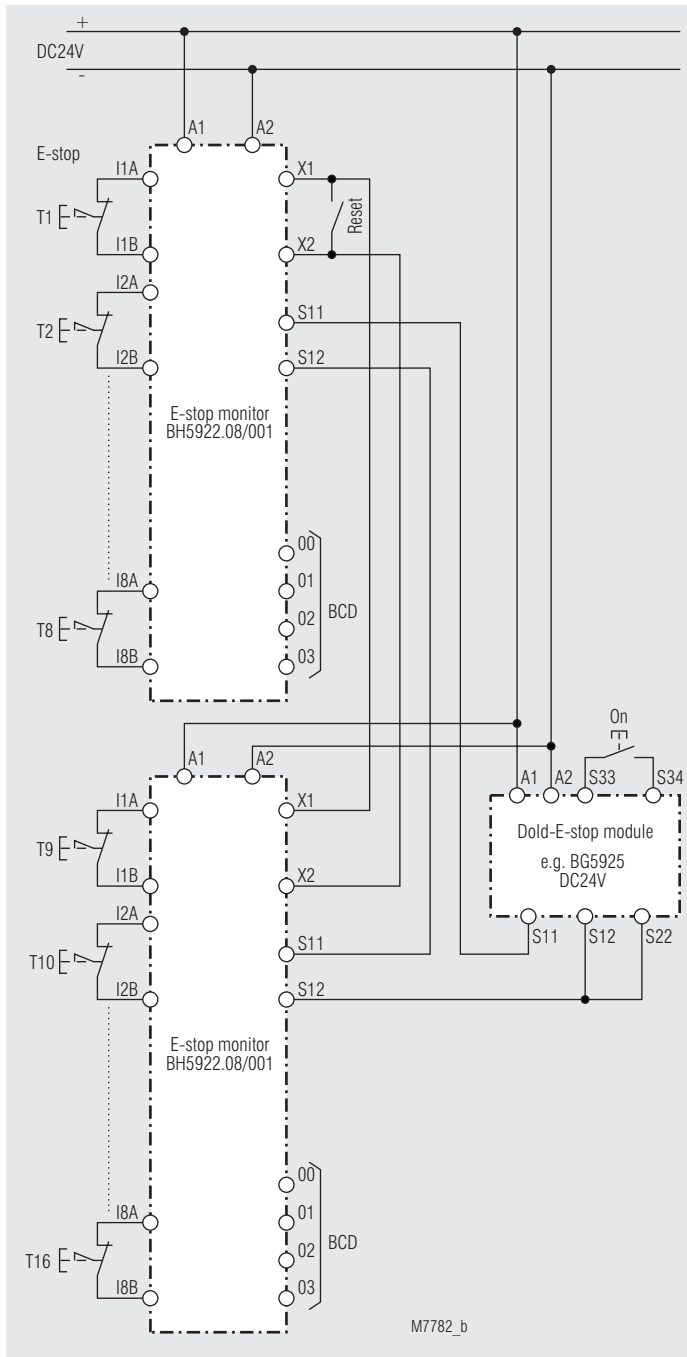 +
DC24V
-
A1
A2
E-stop
I1A
X1
T1
Reset
I1B
X2
I2A
S11
T2
I2B
S12
E-stop monitor
BH5922.08/001
00
I8A
01
BCD
T8
02
I8B
03
On
A1
A2
A1
A2
S33
S34
I1A
X1
Dold-E-stop module
T9
e.g. BG5925
DC24V
I1B
X2
I2A
S11
S12
S22
T10
S11
I2B
S12
E-stop monitor
BH5922.08/001
00
I8A
01
BCD
T16
02
I8B
03
M7782_b